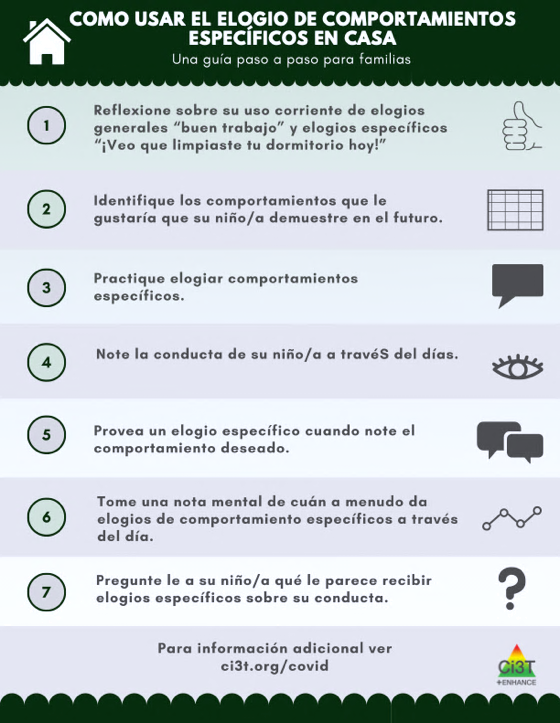 COMO USAR EL ELOGIO DE COMPORTAMIENTOS
ESPECÍFICOS EN CASA
Una guía paso a paso para familias
1
Reflexione sobre su uso corriente de elogios
generales “buen trabajo” y elogios específicos
“¡Veo que limpiaste tu dormitorio hoy!”
2
Identifique los comportamientos que le
gustaría que su niño/a demuestre en el futuro.
3
Practique elogiar comportamientos
específicos.
4
Note la conducta de su niño/a a travéS del días.
5
Provea un elogio específico cuando note el
comportamiento deseado.
6
Tome una nota mental de cuán a menudo da
elogios de comportamiento específicos a través
del día.
7
Pregunte le a su niño/a qué le parece recibir
elogios específicos sobre su conducta.
Para información adicional ver
ci3t.org/covid
Ci3T
+ENHANCE